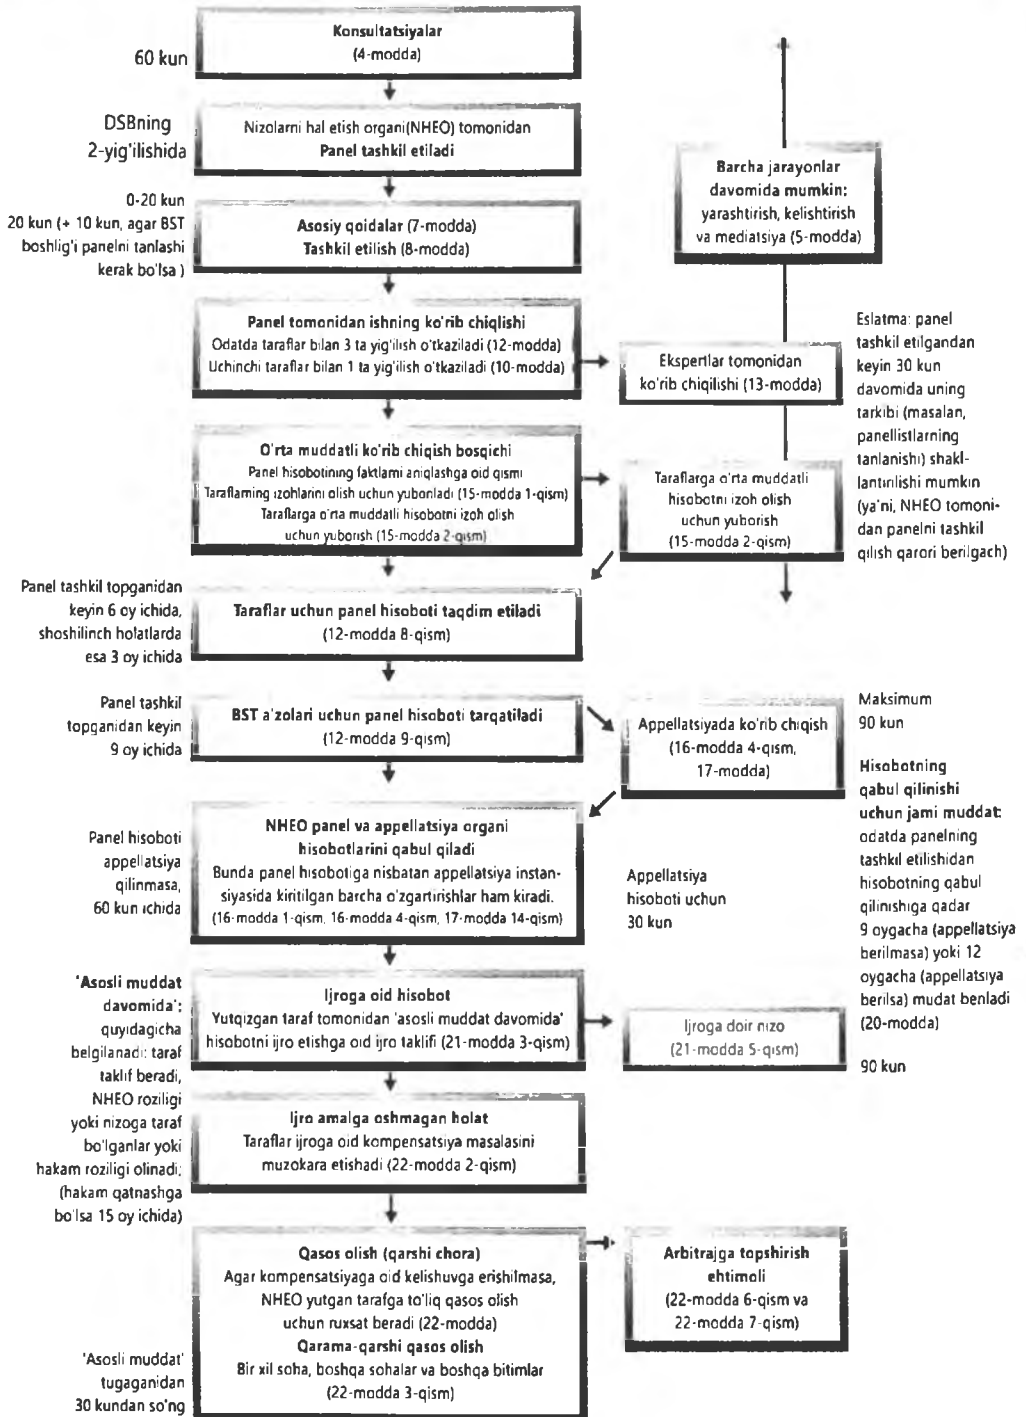 60 kun
Konsultatsiyalar
(4-modda)
DSBning
2-yig'ilishida
Nizolarni hal etish organi(NHEO) tomonidan
Panel tashkil etiladi
Barcha jarayonlar
davomida mumkin:
yarashtirish, kelishtirish
va mediatsiya (5-modda)
0-20 kun
20 kun (+ 10 kun, agar BST
boshlig'i panelni tanlashi
kerak bo'lsa )
Asosiy qoidalar (7-modda)
Tashkil etilish (8-modda)
Panel tomonidan ishning ko'rib chiqlishi
Odatda taraflar bilan 3 ta yig'ilish o'tkaziladi (12-modda)
Uchinchi taraflar bilan 1 ta yig'ilish o'tkaziladi (10-modda)
Ekspertlar tomonidan
ko'rib chiqilishi (13-modda)
Eslatma: panel
tashkil etilgandan
keyin 30 kun
davomida uning
tarkibi (masalan,
panellistlarning
tanlanishi) shakl-
lantirilishi mumkin
(ya'ni, NHEO tomoni-
dan panelni tashkil
qilish qarori berilgach)
O'rta muddatli ko'rib chiqish bosqichi
Panel hisobotining faktlarni aniqlashga oid qismi
Taraflarning izohlarini olish uchun yuboriladi (15-modda 1-qism)
Taraflarga o'rta muddatli hisobotni izoh olish
uchun yuborish (15-modda 2-qism)
Taraflarga o'rta muddatli
hisobotni izoh olish
uchun yuborish
(15-modda 2-qism)
Panel tashkil topganidan
keyin 6 oy ichida,
shoshilinch holatlarda
esa 3 oy ichida
Taraflar uchun panel hisoboti taqdim etiladi
(12-modda 8-qism)
Panel tashkil
topganidan keyin
9 oy ichida
BST a'zolari uchun panel hisoboti tarqatiladi
(12-modda 9-qism)
Appellatsiyada ko'rib chiqish
(16-modda 4-qism,
17-modda)
Maksimum
90 kun
Panel hisoboti
appellatsiya
qilinmasa,
60 kun ichida
NHEO panel va appellatsiya organi
hisobotlarini qabul qiladi
Bunda panel hisobotiga nisbatan appellatsiya instan-
siyasida kiritilgan barcha o'zgartirishlar ham kiradi.
(16-modda 1-qism, 16-modda 4-qism, 17-modda 14-qism)
Appellatsiya
hisoboti uchun
30 kun
Hisobotning
qabul qilinishi
uchun jami muddat:
odatda panelning
tashkil etilishidan
hisobotning qabul
qilinishiga qadar
9 oygacha (appellatsiya
berilmasa) yoki 12
oygacha (appellatsiya
berilsa) mudat beriladi
(20-modda)
'Asosli muddat
davomida':
quyidagicha
belgilanadi: taraf
taklif beradi,
NHEO roziligi
yoki nizoga taraf
bo'lganlar yoki
hakam roziligi olinadi;
(hakam qatnashga
bo'lsa 15 oy ichida)
Ijroga oid hisobot
Yutqizgan taraf tomonidan 'asosli muddat davomida'
hisobotni ijro etishga oid ijro taklifi (21-modda 3-qism)
Ijroga doir nizo
(21-modda 5-qism)
90 kun
Ijro amalga oshmagan holat
Taraflar ijroga oid kompensatsiya masalasini
muzokara etishadi (22-modda 2-qism)
'Asosli muddat'
tugaganidan
30 kundan so'ng
Qasos olish (qarshi chora)
Agar kompensatsiyaga oid kelishuvga erishilmasa,
NHEO yutgan tarafga to'liq qasos olish
uchun ruxsat beradi (22-modda)
Qarama-qarshi qasos olish
Bir xil soha, boshqa sohalar va boshqa bitimlar
(22-modda 3-qism)
Arbitrajga topshirish
ehtimoli
(22-modda 6-qism va
22-modda 7-qism)